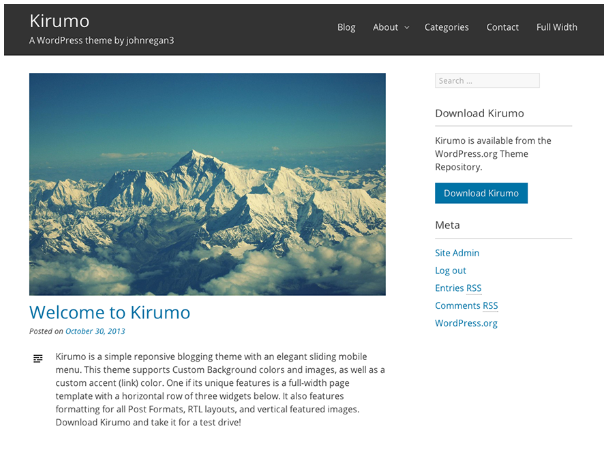 Kirumo
A WordPress theme by johnregan3
Blog About Categories Contact Full Width
Welcome to Kirumo
Posted on October 30, 2013
Kirumo is a simple reponsive blogging theme with an elegant sliding mobile
menu. This theme supports Custom Background colors and images, as well as a
custom accent (link) color. One if its unique features is a full-width page
template with a horizontal row of three widgets below. It also features
formatting for all Post Formats, RTL layouts, and vertical featured images.
Download Kirumo and take it for a test drive!
Search ...
Download Kirumo
Kirumo is available from the
WordPress.org Theme
Repository.
Download Kirumo
Meta
Site Admin
Log out
Entries RSS
Comments RSS
WordPress.org